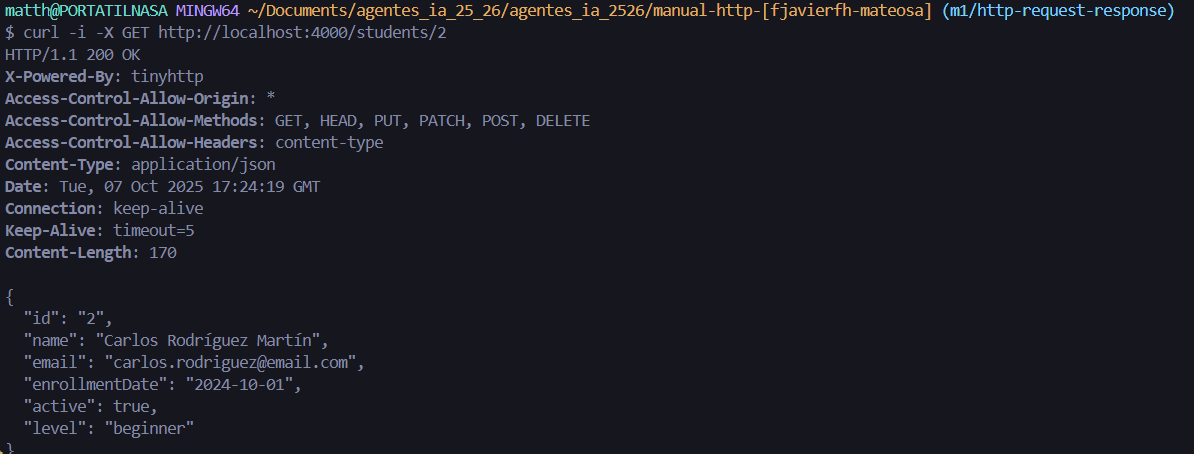 matth@PORTATILNASA MINGW64 ~/Documents/agentes_ia_25_26/agentes_ia_2526/manual-http-[fjavierfh-mateosa] (m1/http-request-response)
$ curl -i -X GET http://localhost:4000/students/2
HTTP/1.1 200 OK
X-Powered-By: tinyhttp
Access-Control-Allow-Origin: *
Access-Control-Allow-Methods: GET, HEAD, PUT, PATCH, POST, DELETE
Access-Control-Allow-Headers: content-type
Content-Type: application/json
Date: Tue, 07 Oct 2025 17:24:19 GMT
Connection: keep-alive
Keep-Alive: timeout=5
Content-Length: 170

{
  "id": "2",
  "name": "Carlos Rodríguez Martín",
  "email": "carlos.rodriguez@email.com",
  "enrollmentDate": "2024-10-01",
  "active": true,
  "level": "beginner"
}